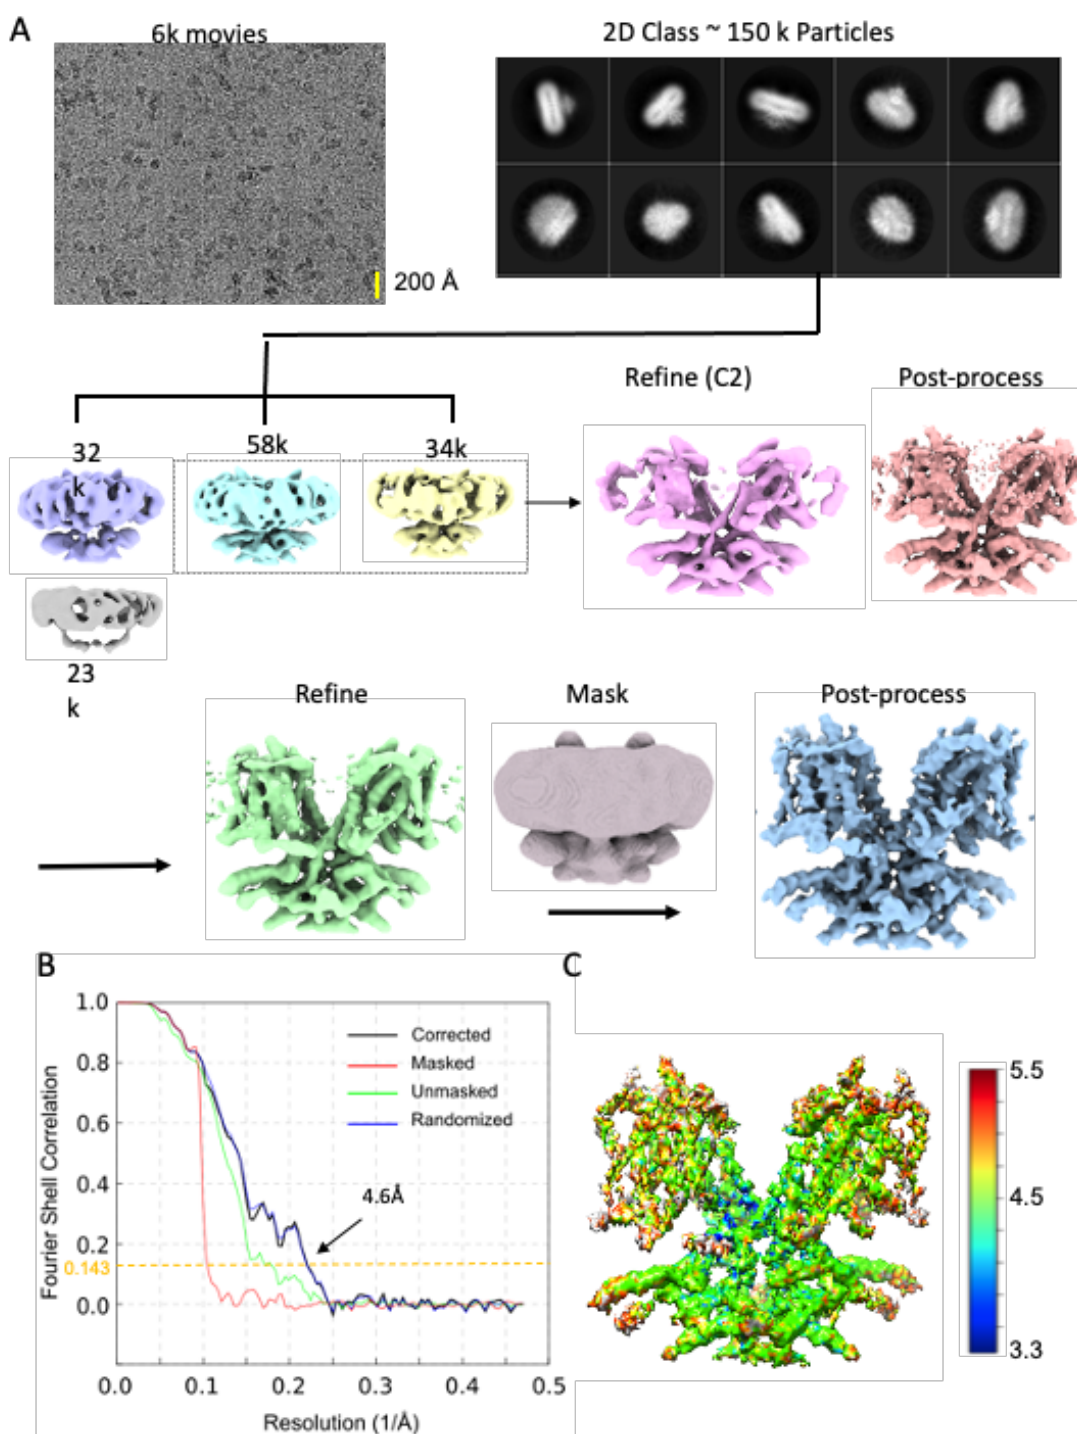 A
6k movies
2D Class ~ 150 k Particles
200 Å
Refine (C2)
Post-process
32
k
58k
34k
23
k
Refine
Mask
Post-process
B
C
1.0
0.8
0.6
0.4
0.2
0.143
0.0
Fourier Shell Correlation
Corrected
Masked
Unmasked
Randomized
4.6Å
0.0 0.1 0.2 0.3 0.4 0.5
Resolution (1/Å)
5.5
4.5
3.3